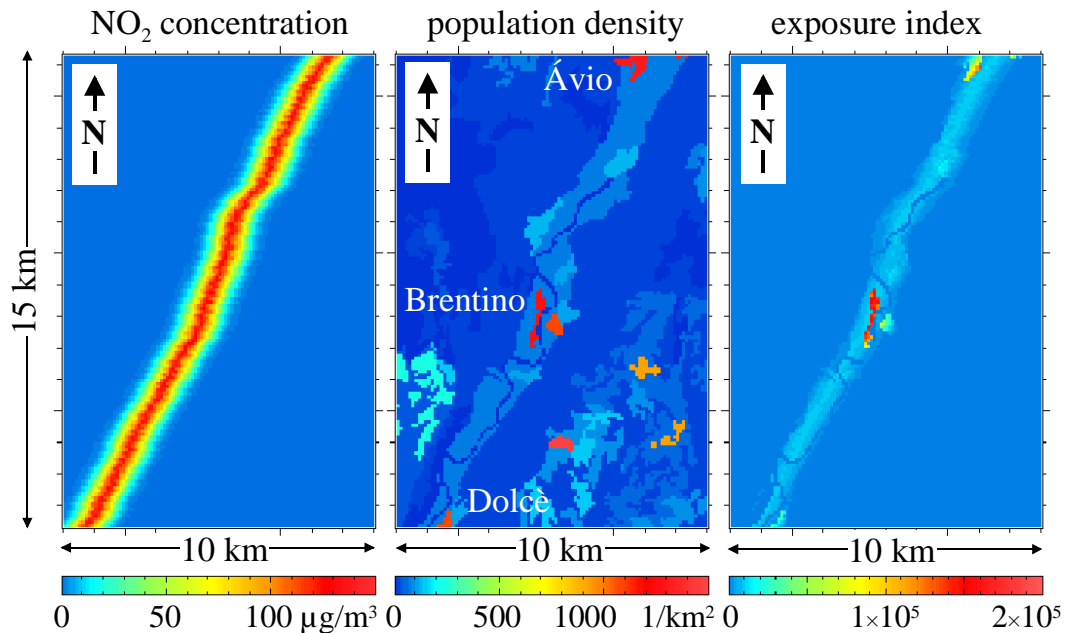 NO₂ concentration
population density
exposure index
N
N
N
Ávio
Brentino
Dolcè
15 km
10 km
10 km
10 km
0 50 100 µg/m³
0 500 1000 1/km²
0 1×10⁵ 2×10⁵